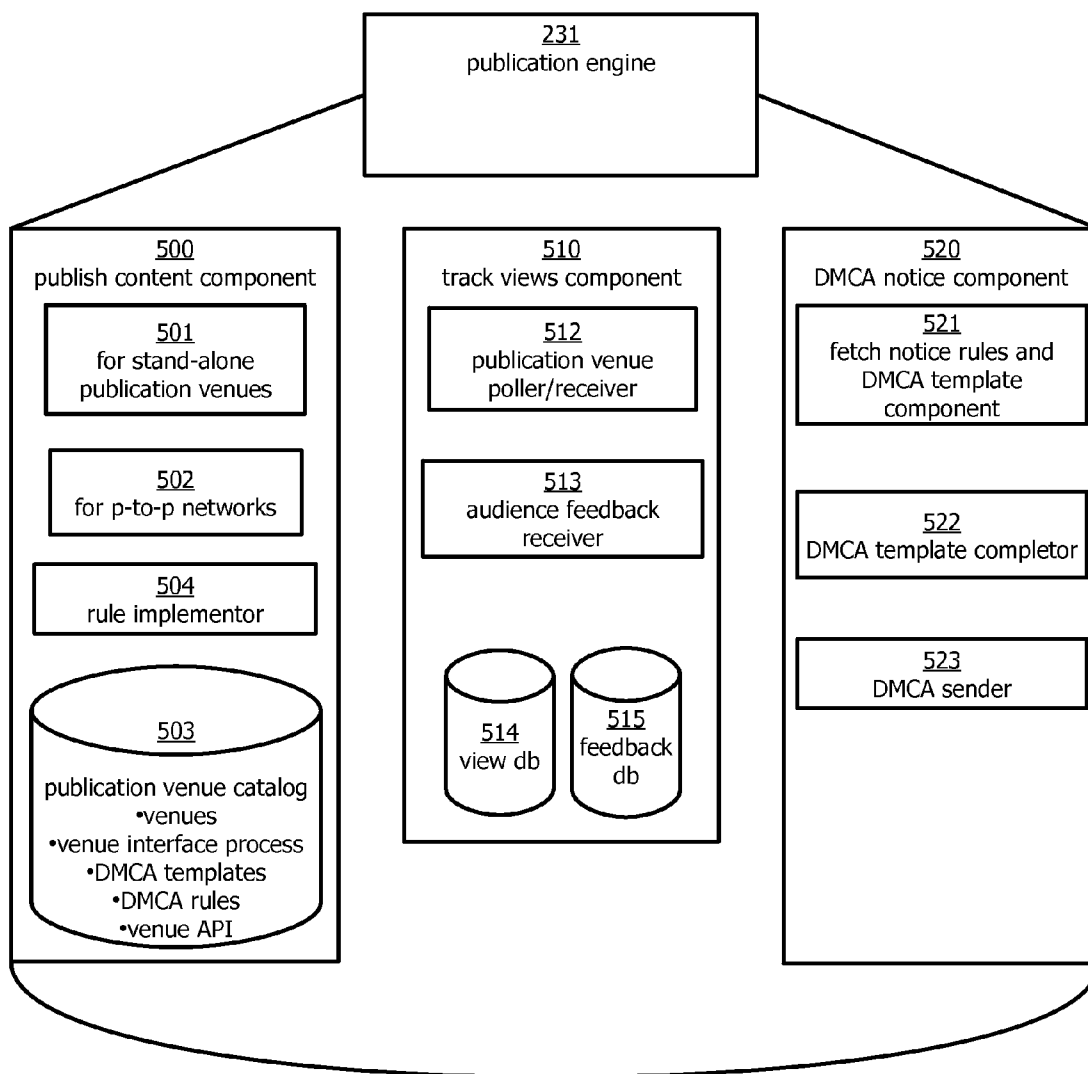 231
publication engine
500
publish content component
501
for stand-alone
publication venues
502
for p-to-p networks
504
rule implementor
503
publication venue catalog
•venues
•venue interface process
•DMCA templates
•DMCA rules
•venue API
510
track views component
512
publication venue
poller/receiver
513
audience feedback
receiver
514
view db
515
feedback
db
520
DMCA notice component
521
fetch notice rules and
DMCA template
component
522
DMCA template completor
523
DMCA sender